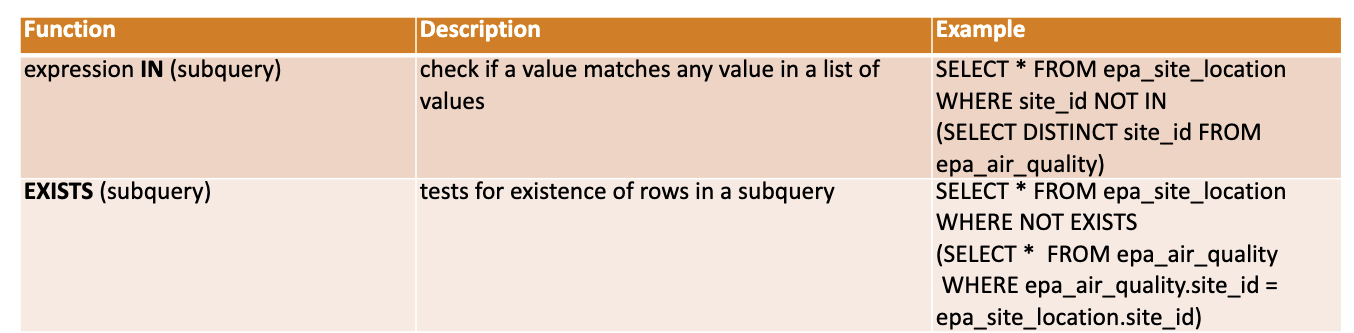 Function Description Example
expression IN (subquery)
check if a value matches any value in a list of
values
SELECT * FROM epa_site_location
WHERE site_id NOT IN
(SELECT DISTINCT site_id FROM
epa_air_quality)
EXISTS (subquery)
tests for existence of rows in a subquery
SELECT * FROM epa_site_location
WHERE NOT EXISTS
(SELECT *  FROM epa_air_quality
WHERE epa_air_quality.site_id =
epa_site_location.site_id)